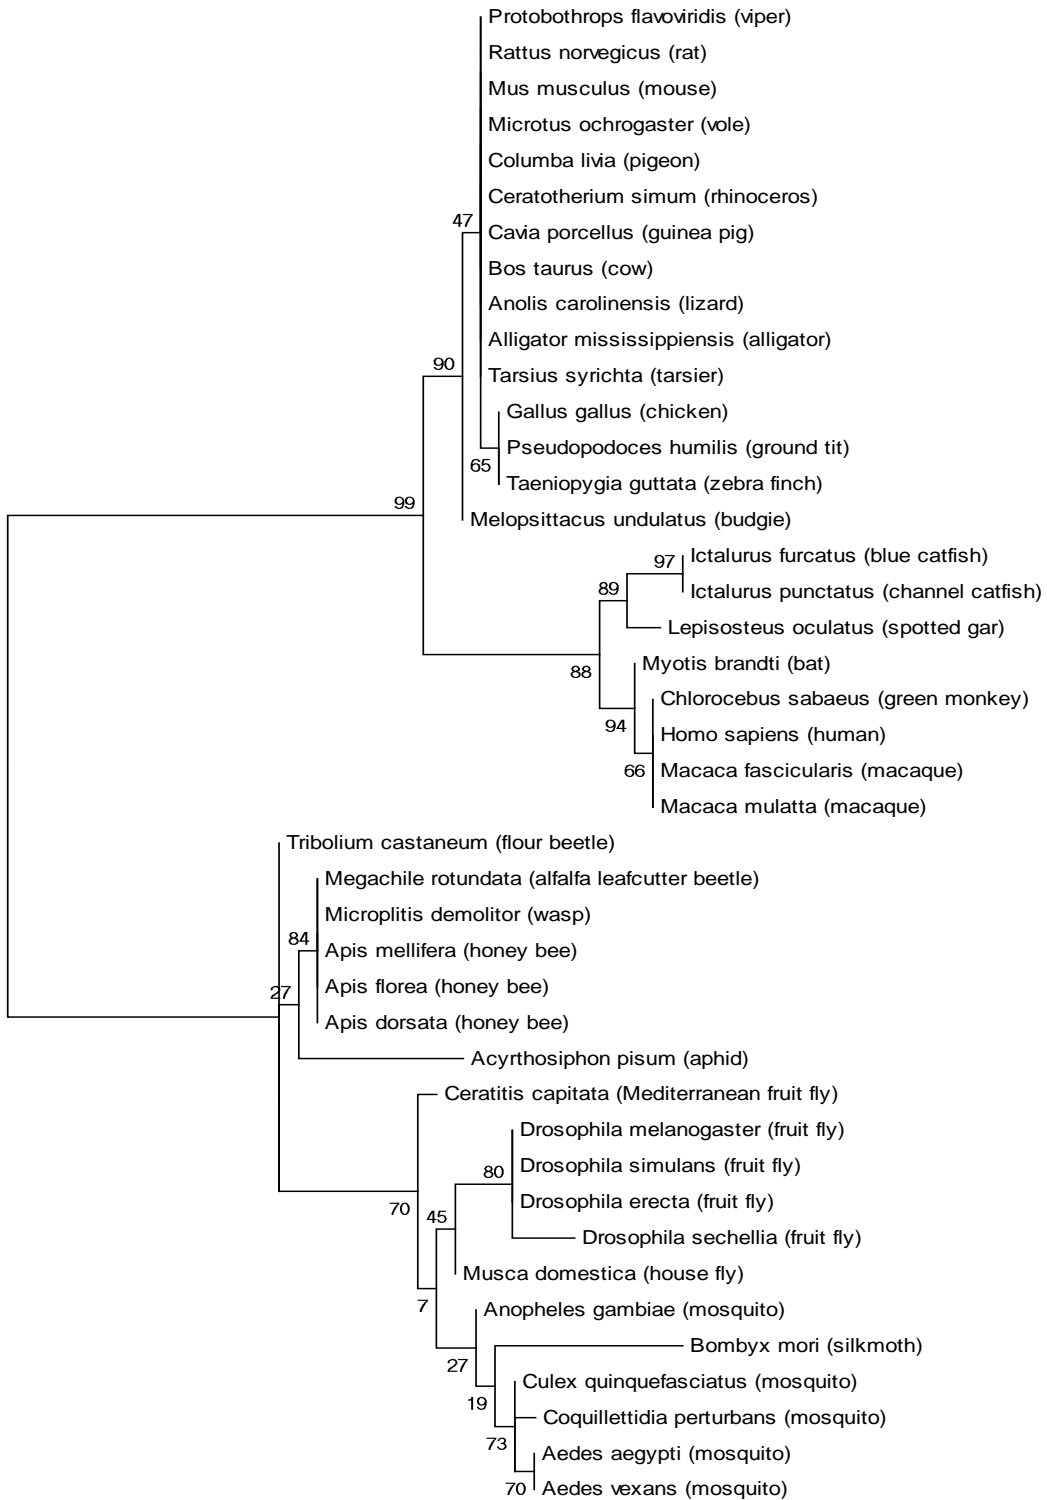 Protobothrops flavoviridis (viper)
Rattus norvegicus (rat)
Mus musculus (mouse)
Microtus ochrogaster (vole)
Columba livia (pigeon)
Ceratotherium simum (rhinoceros)
47
Cavia porcellus (guinea pig)
Bos taurus (cow)
Anolis carolinensis (lizard)
Alligator mississippiensis (alligator)
90
Tarsius syrichta (tarsier)
Gallus gallus (chicken)
Pseudopodoces humilis (ground tit)
65
Taeniopygia guttata (zebra finch)
99
Melopsittacus undulatus (budgie)
97
Ictalurus furcatus (blue catfish)
89
Ictalurus punctatus (channel catfish)
Lepisosteus oculatus (spotted gar)
Myotis brandti (bat)
88
Chlorocebus sabaeus (green monkey)
94
Homo sapiens (human)
66
Macaca fascicularis (macaque)
Macaca mulatta (macaque)
Tribolium castaneum (flour beetle)
Megachile rotundata (alfalfa leafcutter beetle)
Microplitis demolitor (wasp)
84
Apis mellifera (honey bee)
27
Apis florea (honey bee)
Apis dorsata (honey bee)
Acyrthosiphon pisum (aphid)
Ceratitis capitata (Mediterranean fruit fly)
Drosophila melanogaster (fruit fly)
80
Drosophila simulans (fruit fly)
70
Drosophila erecta (fruit fly)
45
Drosophila sechellia (fruit fly)
Musca domestica (house fly)
7
Anopheles gambiae (mosquito)
Bombyx mori (silkmoth)
27
Culex quinquefasciatus (mosquito)
19
Coquillettidia perturbans (mosquito)
73
Aedes aegypti (mosquito)
70
Aedes vexans (mosquito)